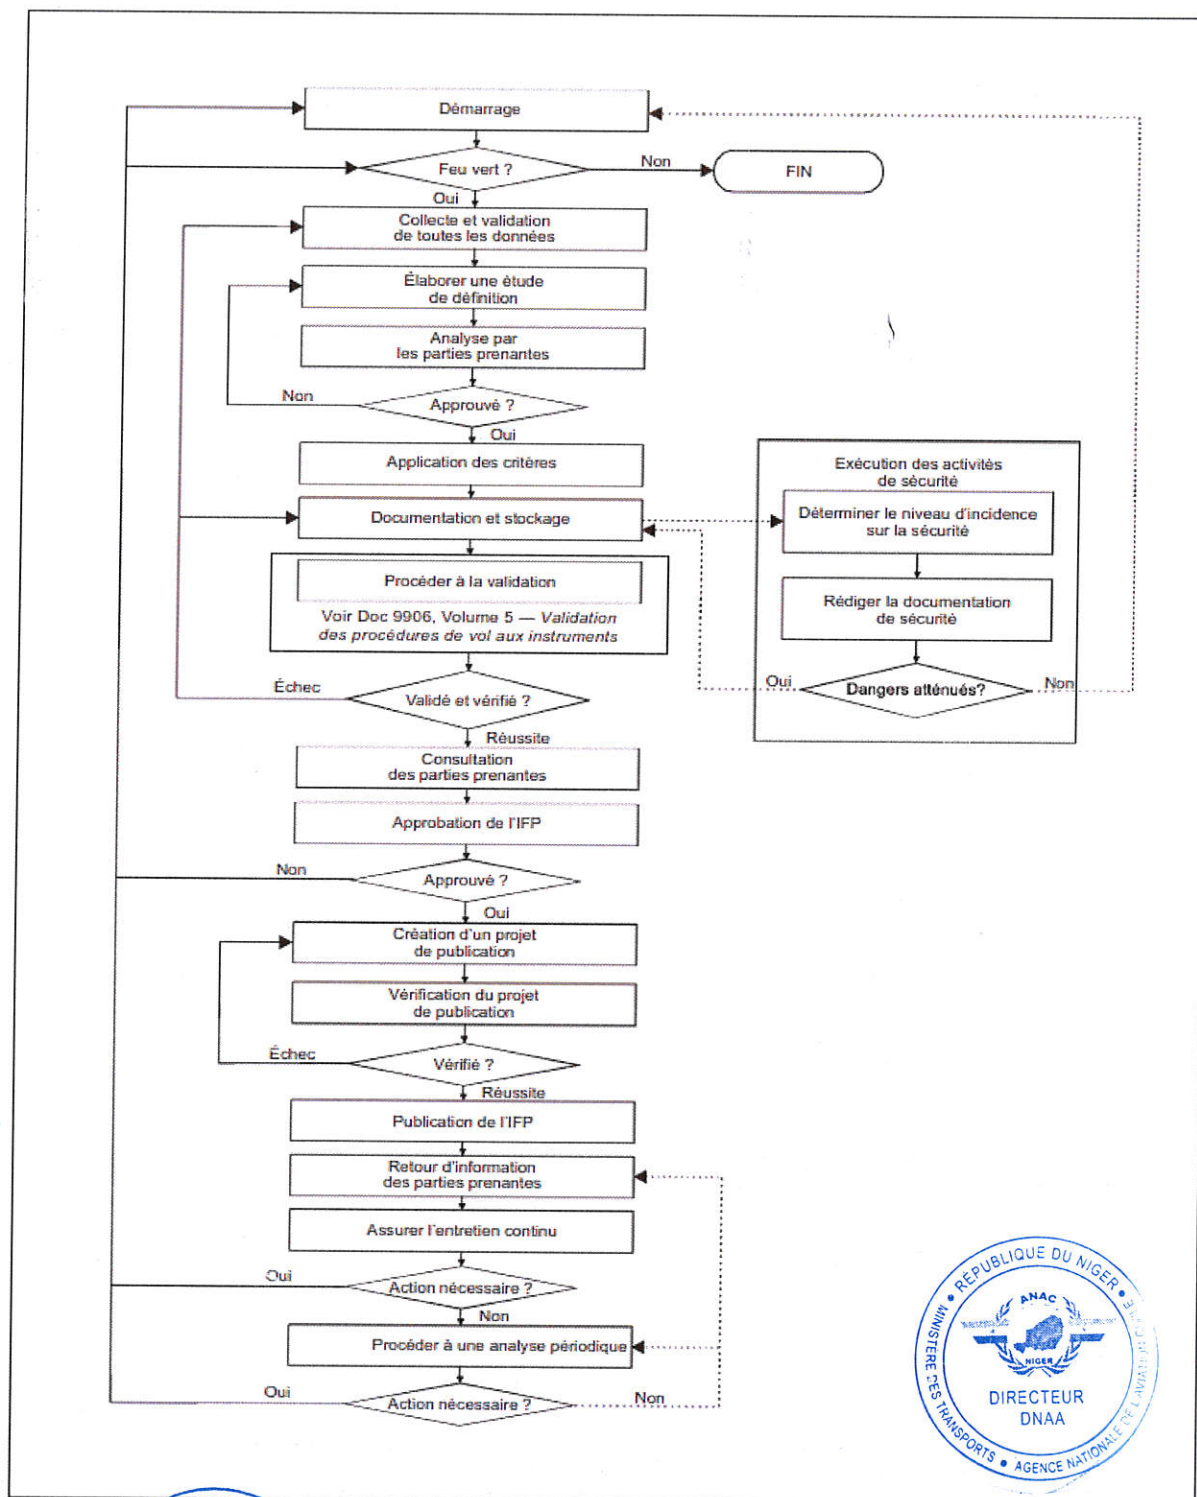 Démarrage
Feu vert ?
Non
FIN
Oui
Collecte et validation
de toutes les données
Élaborer une étude
de définition
Analyse par
les parties prenantes
Non
Approuvé ?
Oui
Application des critères
Documentation et stockage
Procéder à la validation
Voir Doc 9906, Volume 5 — Validation
des procédures de vol aux instruments
Échec
Validé et vérifié ?
Réussite
Exécution des activités
de sécurité
Déterminer le niveau d'incidence
sur la sécurité
Rédiger la documentation
de sécurité
Oui
Dangers atténués?
Non
Consultation
des parties prenantes
Approbation de l'IFP
Non
Approuvé ?
Oui
Création d'un projet
de publication
Vérification du projet
de publication
Échec
Vérifié ?
Réussite
Publication de l'IFP
Retour d'information
des parties prenantes
Assurer l'entretien continu
Oui
Action nécessaire ?
Non
Procéder à une analyse périodique
Oui
Action nécessaire ?
Non
RÉPUBLIQUE DU NIGER
MINISTÈRE DES TRANSPORTS
AGENCE NATIONALE DE L'AVIATION CIVILE
ANAC
NIGER
DIRECTEUR
DNAA